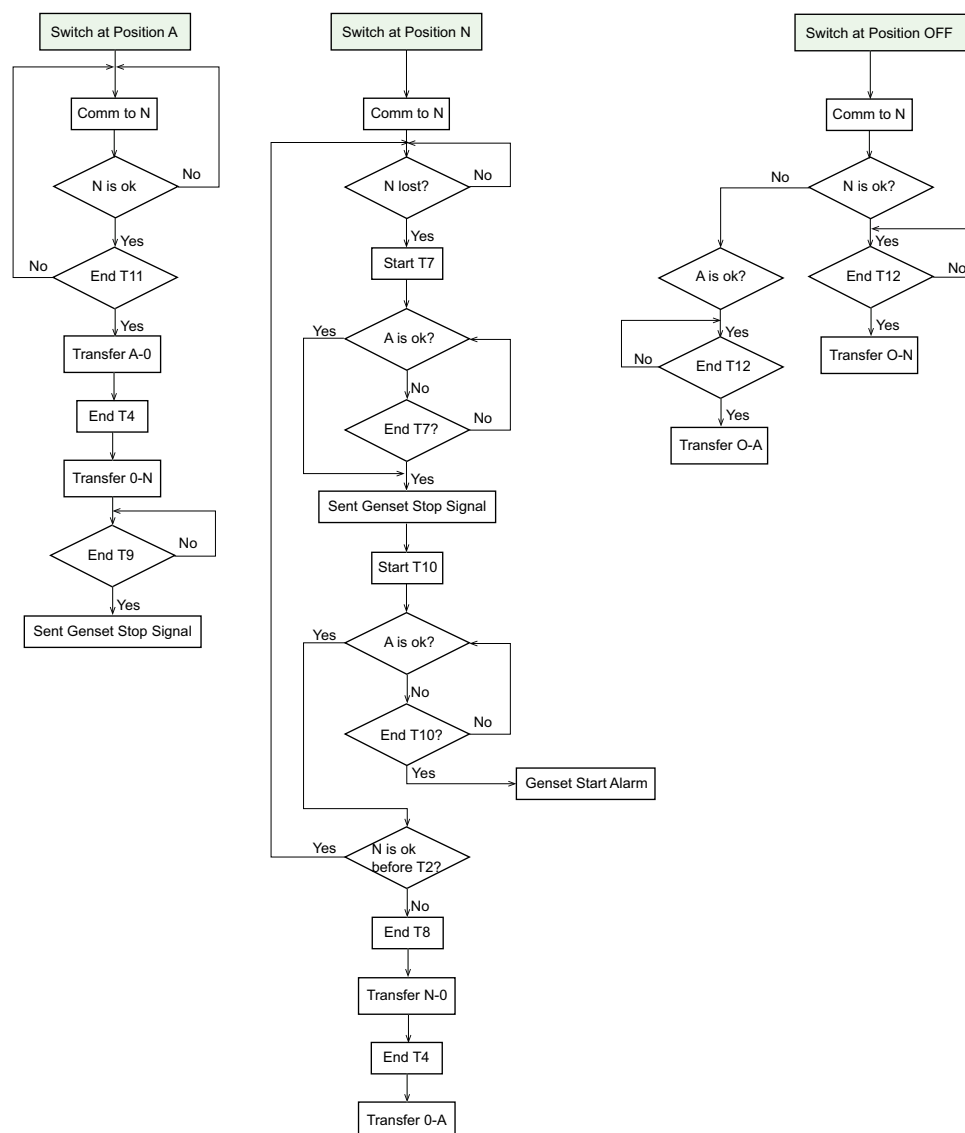 Switch at Position A
Comm to N
N is ok
No
Yes
No
End T11
Yes
Transfer A-0
End T4
Transfer 0-N
End T9
No
Yes
Sent Genset Stop Signal
Switch at Position N
Comm to N
N lost?
No
Yes
Start T7
Yes
A is ok?
No
End T7?
No
Yes
Sent Genset Stop Signal
Start T10
Yes
A is ok?
No
End T10?
No
Yes
Genset Start Alarm
Yes
N is ok
before T2?
No
End T8
Transfer N-0
End T4
Transfer 0-A
Switch at Position OFF
Comm to N
No
N is ok?
Yes
End T12
No
Yes
Transfer O-N
A is ok?
Yes
No
End T12
Yes
Transfer O-A